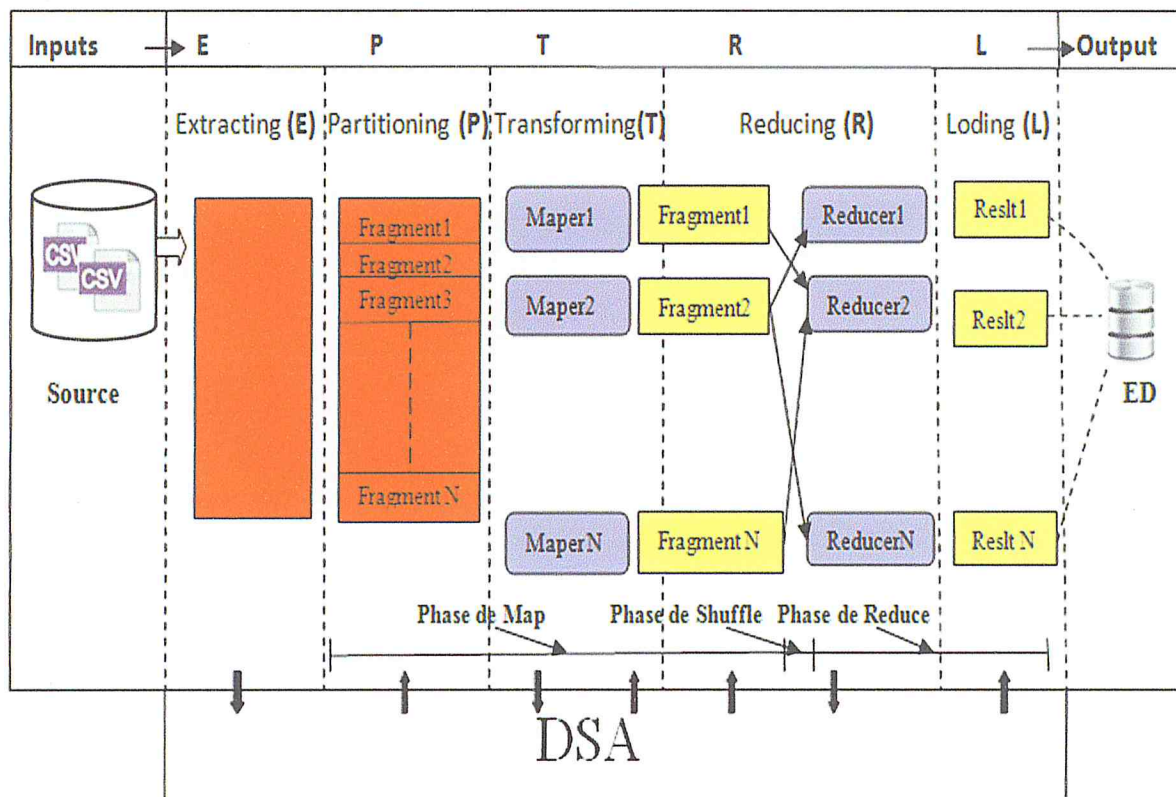 Inputs E P T R L Output
Extracting (E) Partitioning (P) Transforming(T) Reducing (R) Loding (L)
CSV
CSV
Source
Fragment1
Fragment2
Fragment3
Fragment N
Maper1
Maper2
MaperN
Fragment1
Fragment2
Fragment N
Reducer1
Reducer2
ReducerN
Reslt1
Reslt2
Reslt N
ED
Phase de Map Phase de Shuffle Phase de Reduce
DSA